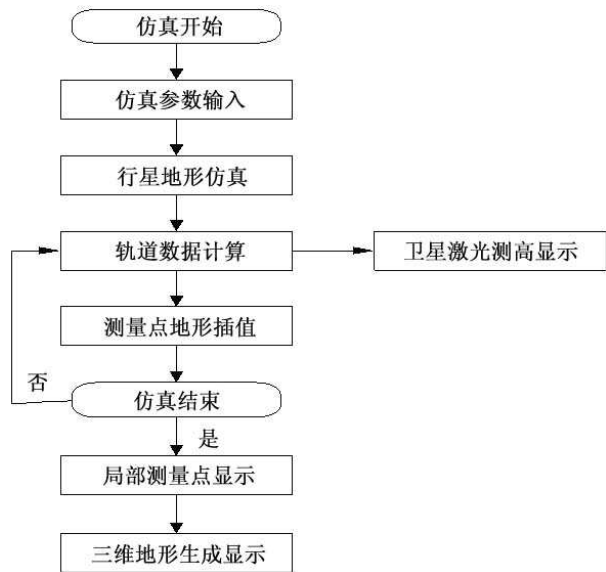 仿真开始
仿真参数输入
行星地形仿真
轨道数据计算
卫星激光测高显示
测量点地形插值
否
仿真结束
是
局部测量点显示
三维地形生成显示